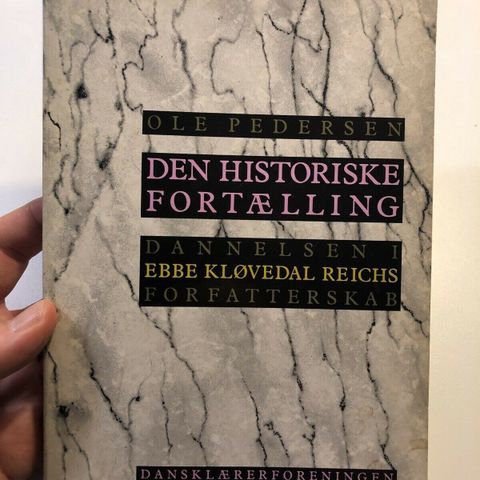 OLE PEDERSEN
DEN HISTORISKE
FORTÆLLING
DANNELSEN I
EBBE KLØVEDAL REICHS
FORFATTERSKAB
DANSKLÆRERFORENINGEN